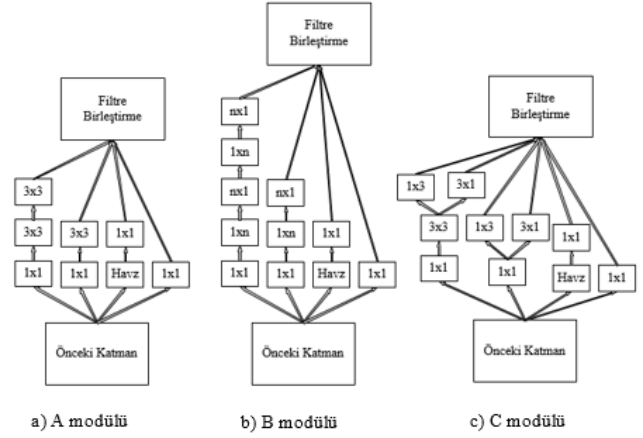 Filtre
Birleştirme
3x3
3x3
3x3
1x1
1x1
1x1
Havz
1x1
Önceki Katman
a) A modülü
Filtre
Birleştirme
nx1
1xn
nx1
nx1
1xn
1xn
1x1
1x1
1x1
Havz
1x1
Önceki Katman
b) B modülü
Filtre
Birleştirme
1x3
3x1
3x3
1x3
3x1
1x1
1x1
1x1
Havz
1x1
Önceki Katman
c) C modülü